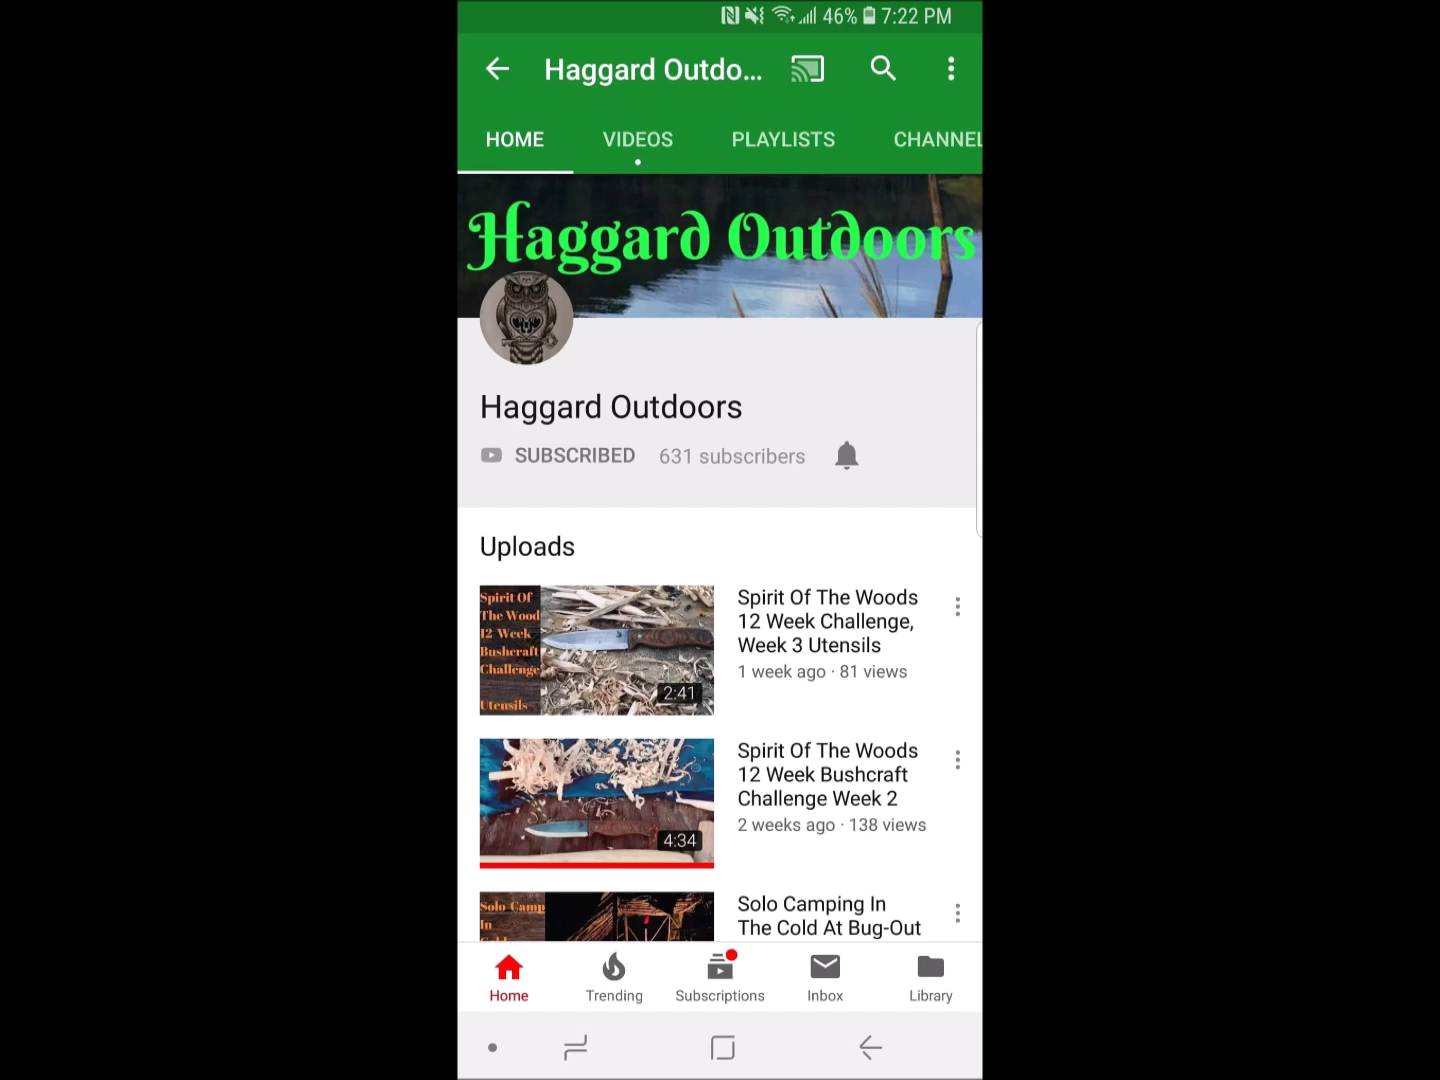 46% 7:22 PM
Haggard Outdo...
HOME VIDEOS PLAYLISTS CHANNEL
Haggard Outdoors
Haggard Outdoors
SUBSCRIBED 631 subscribers
Uploads
Spirit Of
The Wood
12 Week
Bushcraft
Challenge
Utensils
2:41
Spirit Of The Woods
12 Week Challenge,
Week 3 Utensils
1 week ago · 81 views
4:34
Spirit Of The Woods
12 Week Bushcraft
Challenge Week 2
2 weeks ago · 138 views
Solo Camp
In
Solo Camping In
The Cold At Bug-Out
Home Trending Subscriptions Inbox Library